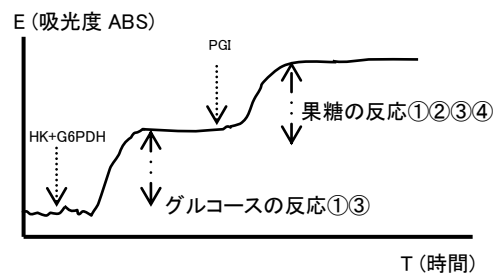 E (吸光度 ABS)
PGI
HK+G6PDH
果糖の反応①②③④
グルコースの反応①③
T (時間)